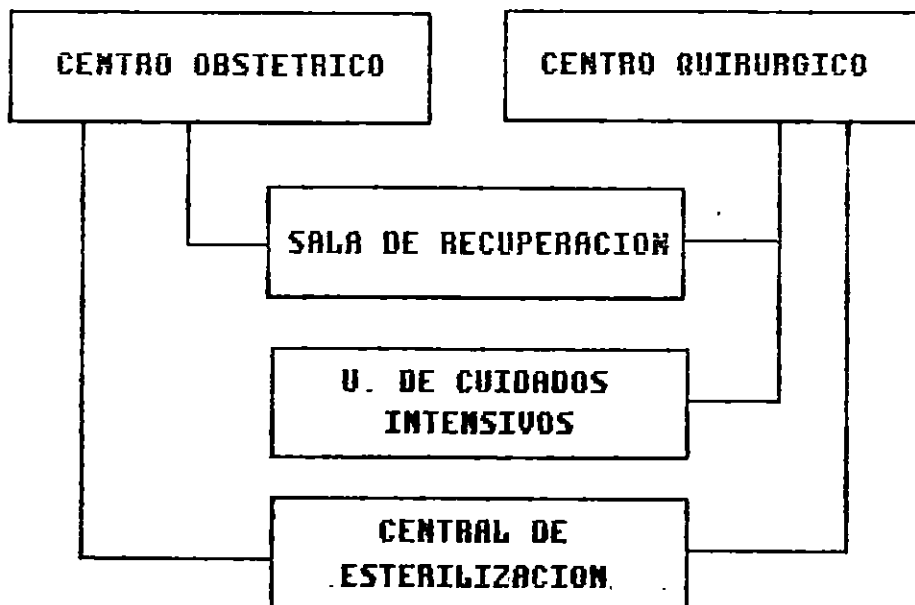 CENTRO OBSTETRICO
CENTRO QUIRURGICO
SALA DE RECUPERACION
U. DE CUIDADOS
INTENSIVOS
CENTRAL DE
ESTERILIZACION